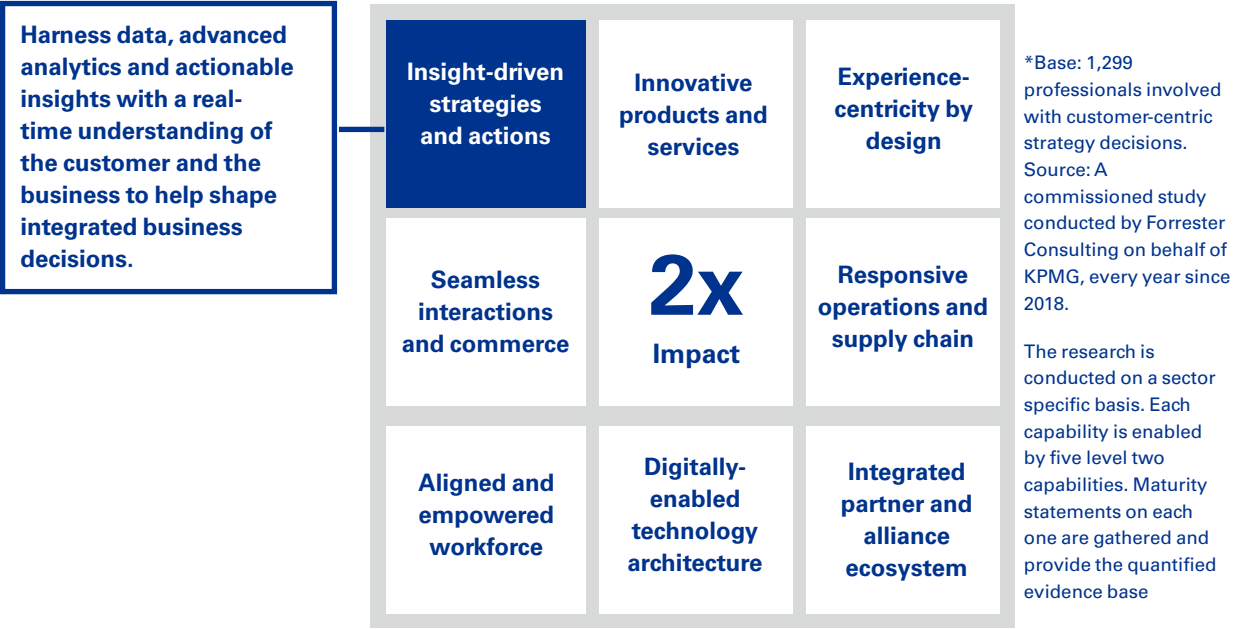 Harness data, advanced
analytics and actionable
insights with a real-
time understanding of
the customer and the
business to help shape
integrated business
decisions.
Insight-driven
strategies
and actions
Innovative
products and
services
Experience-
centricity by
design
Seamless
interactions
and commerce
2x
Impact
Responsive
operations and
supply chain
Aligned and
empowered
workforce
Digitally-
enabled
technology
architecture
Integrated
partner and
alliance
ecosystem
*Base: 1,299
professionals involved
with customer-centric
strategy decisions.
Source: A
commissioned study
conducted by Forrester
Consulting on behalf of
KPMG, every year since
2018.
The research is
conducted on a sector
specific basis. Each
capability is enabled
by five level two
capabilities. Maturity
statements on each
one are gathered and
provide the quantified
evidence base